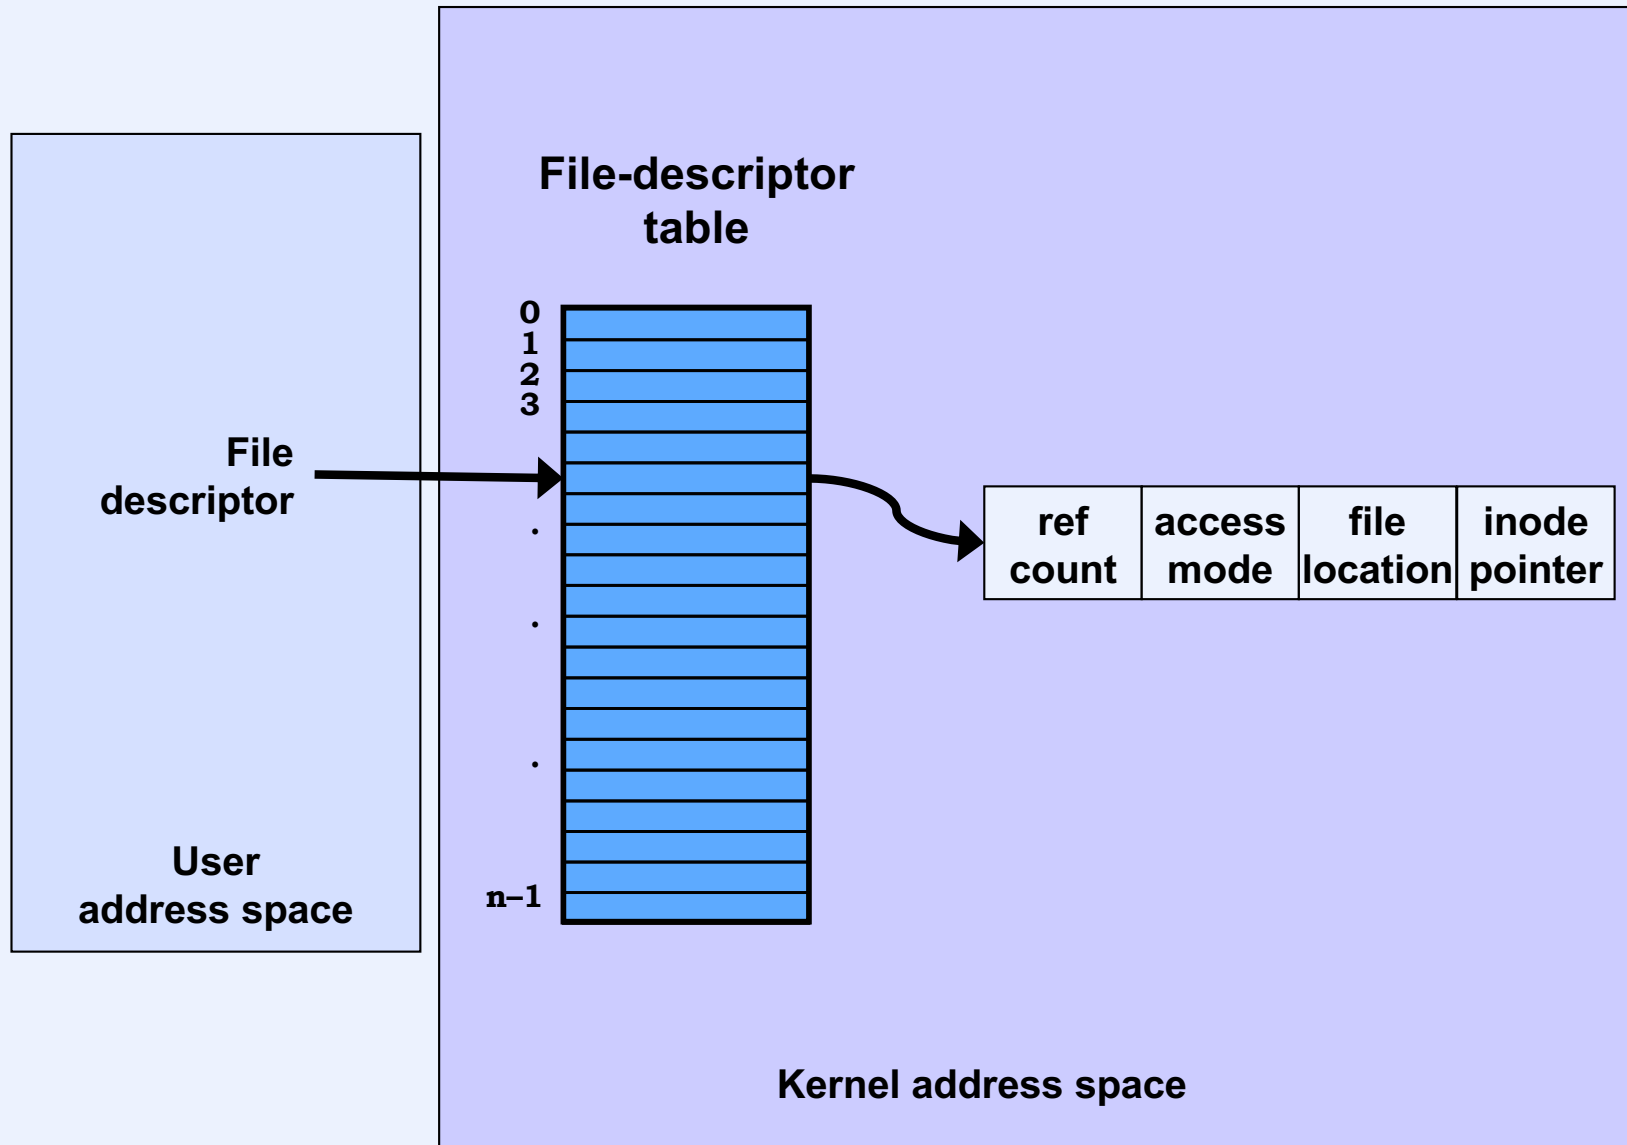 File-descriptor
table
0
1
2
3
File
descriptor
.
.
.
n–1
ref
count
access
mode
file
location
inode
pointer
User
address space
Kernel address space